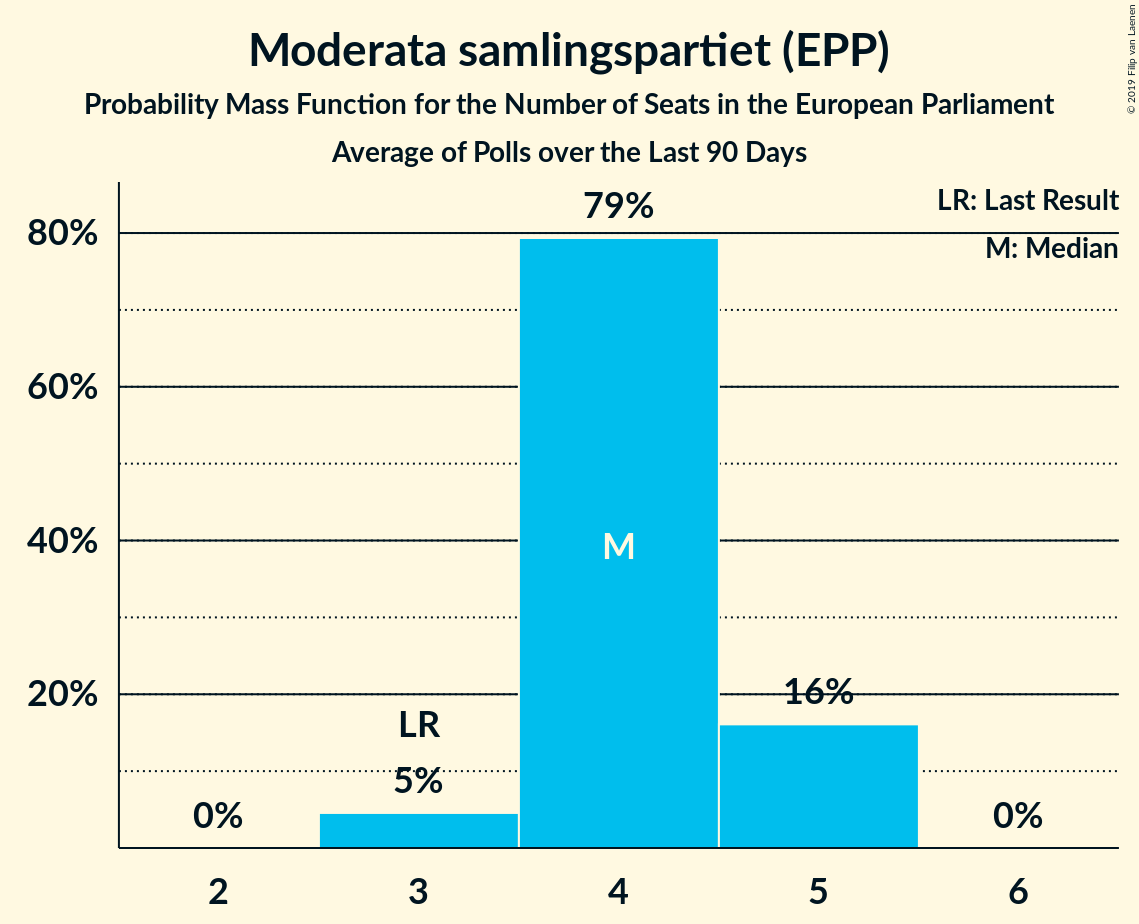 Moderata samlingspartiet (EPP)
Probability Mass Function for the Number of Seats in the European Parliament
Average of Polls over the Last 90 Days
© 2019 Filip van Laenen
LR: Last Result
M: Median
80%
60%
40%
20%
0%
LR
5%
79%
M
16%
0%
2
3
4
5
6